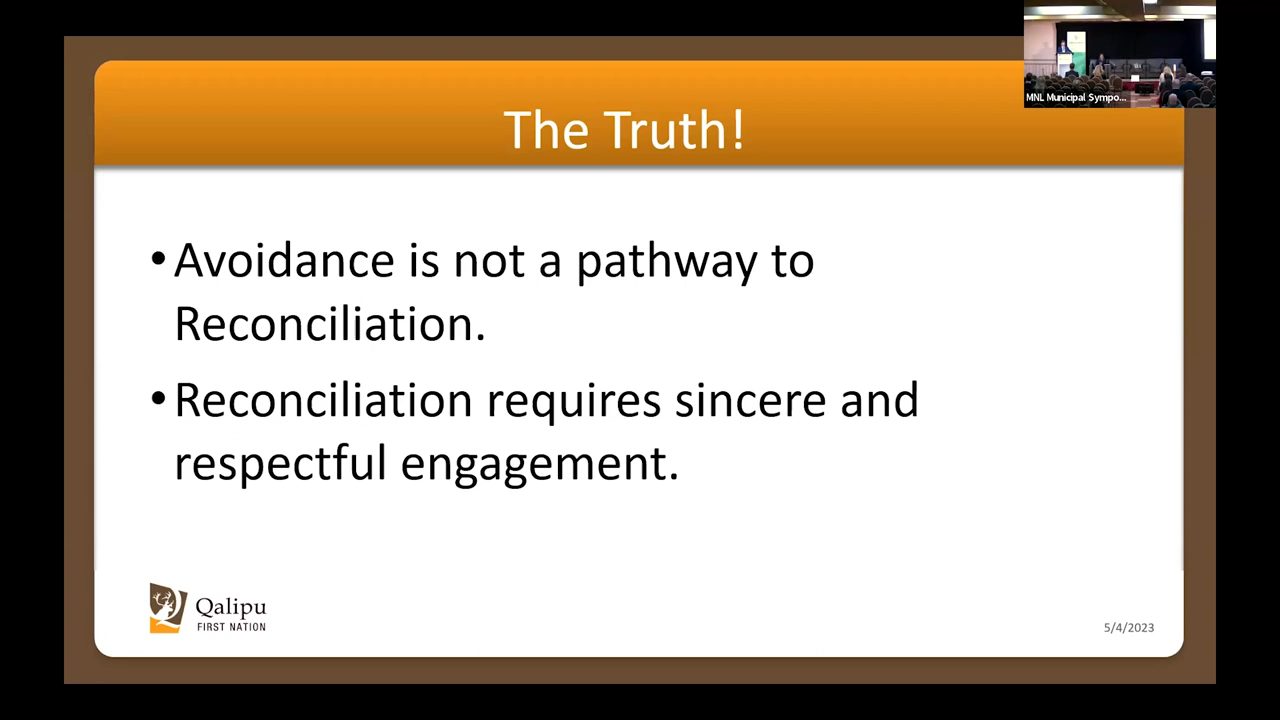 MNL Municipal Sympo...
The Truth!
•Avoidance is not a pathway to
Reconciliation.
•Reconciliation requires sincere and
respectful engagement.
Qalipu
FIRST NATION
5/4/2023